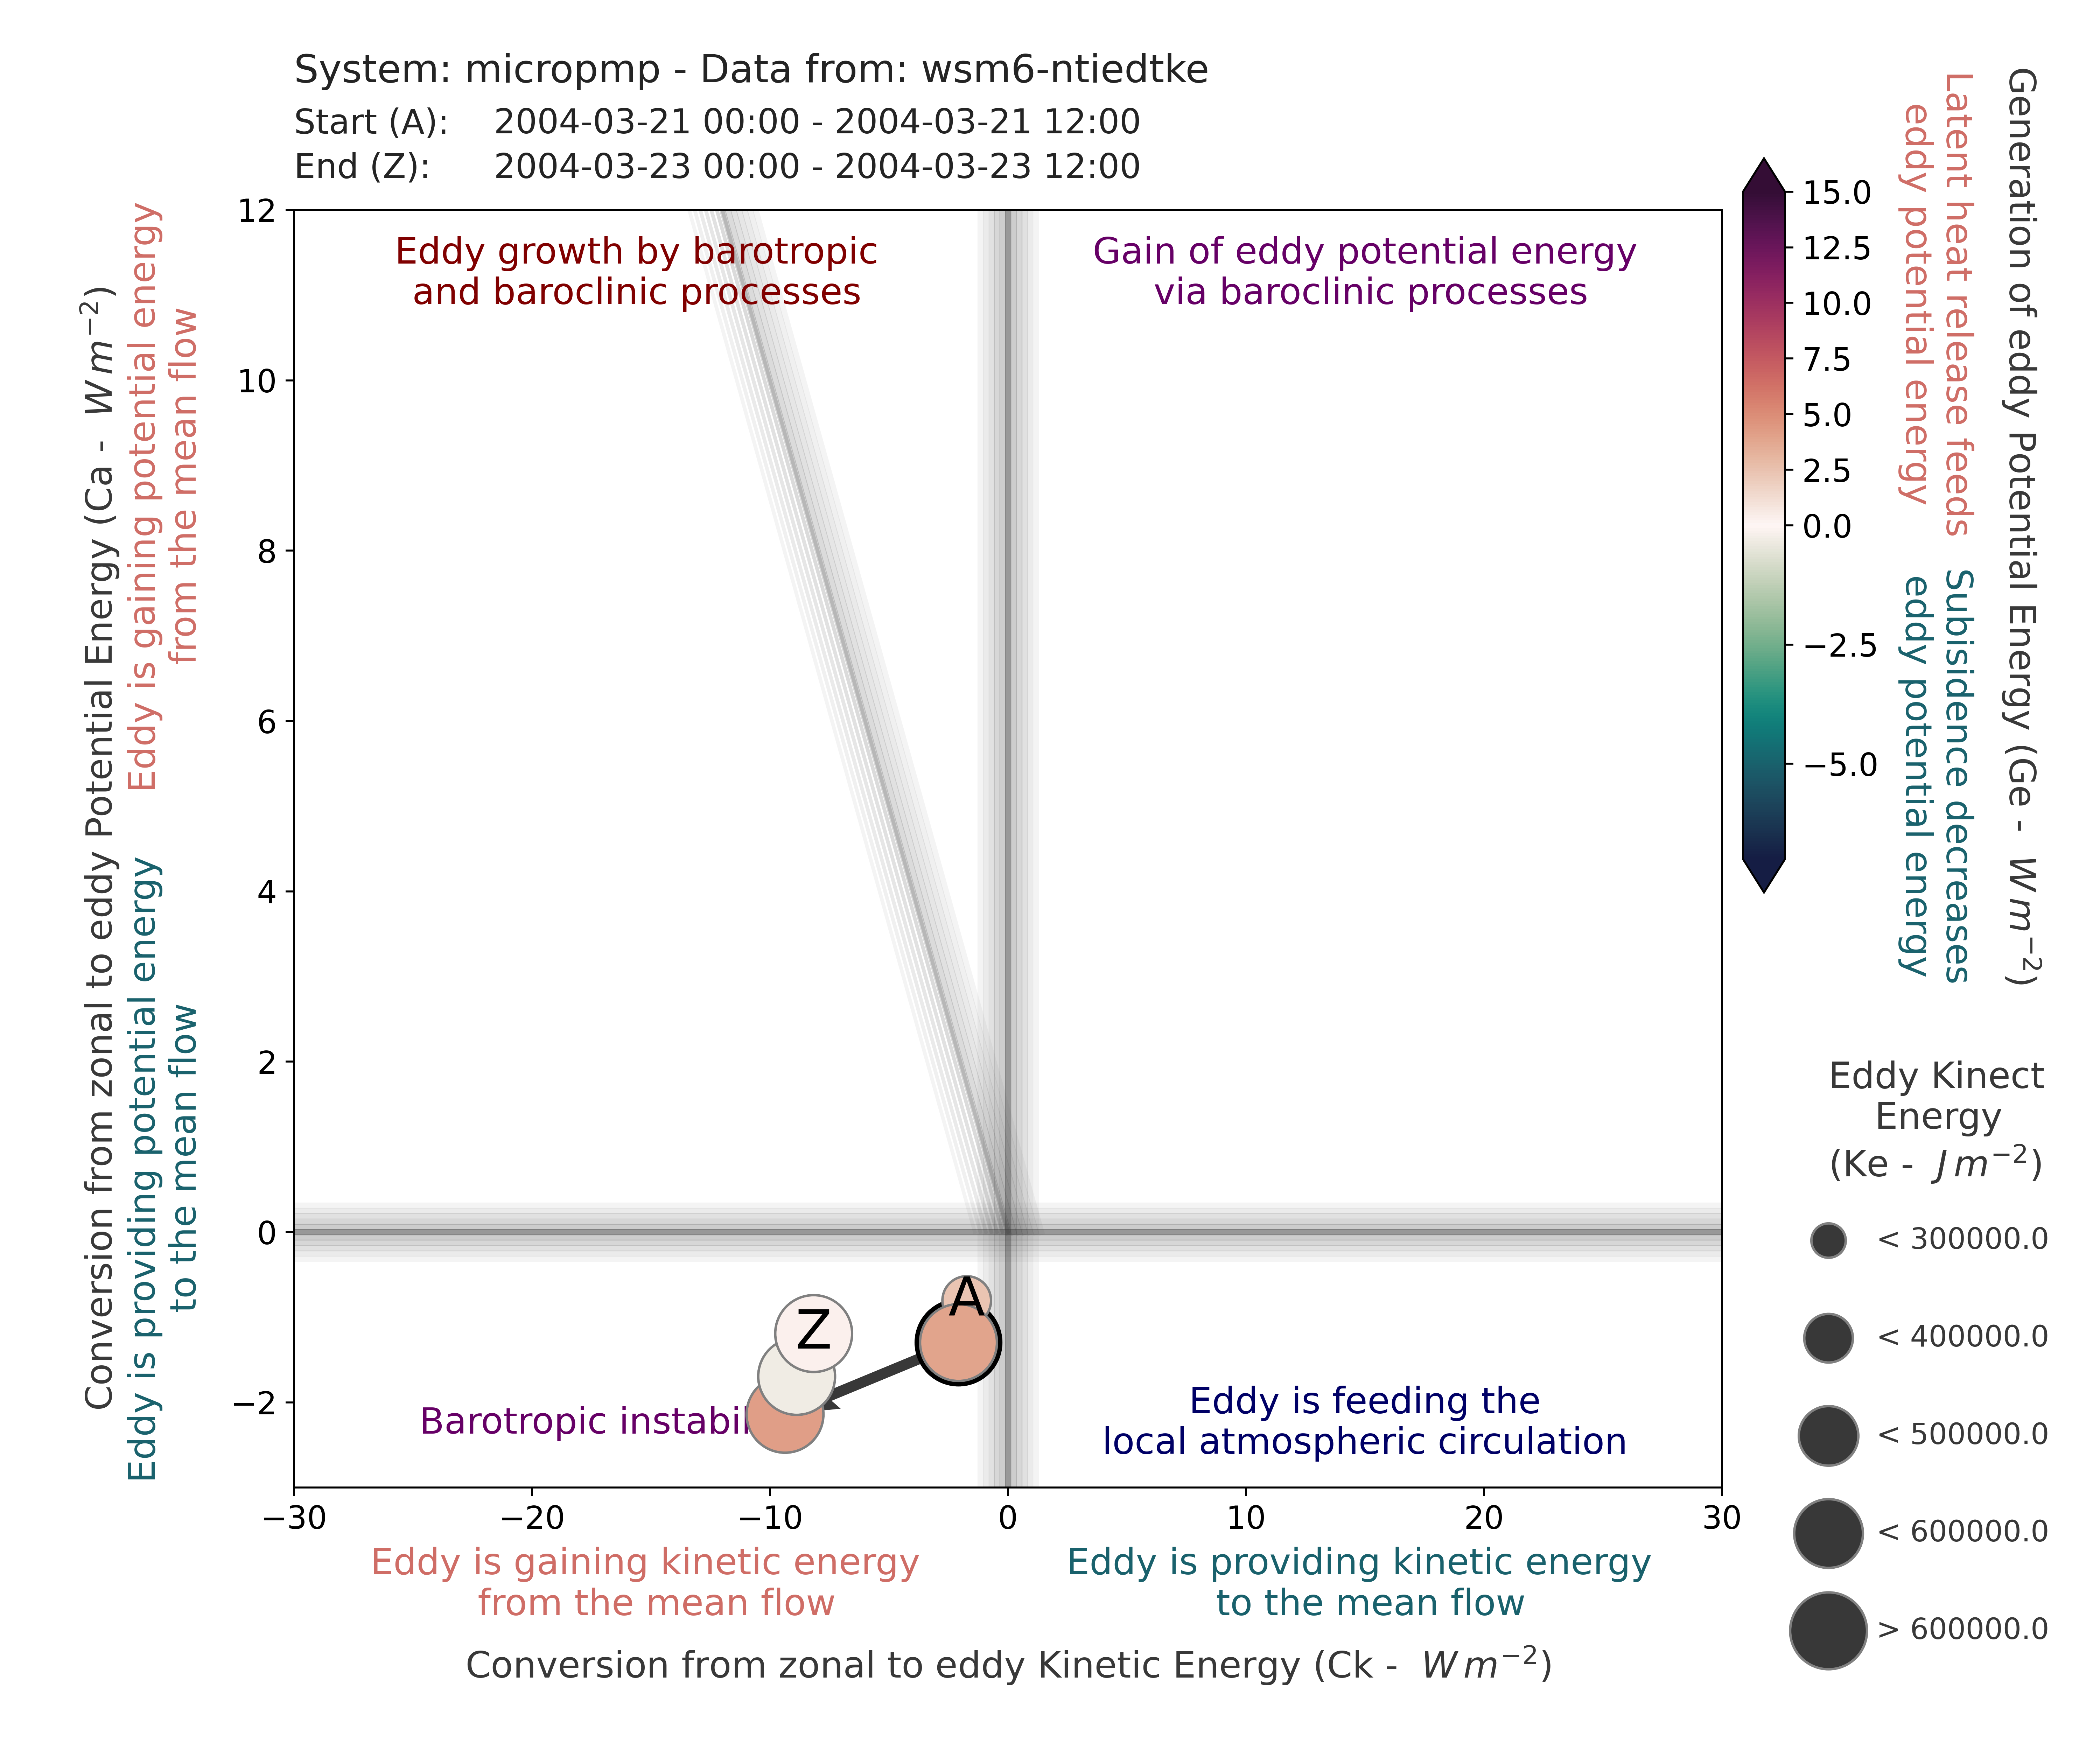 System: micropmp - Data from: wsm6-ntiedtke
Start (A): 2004-03-21 00:00 - 2004-03-21 12:00
End (Z): 2004-03-23 00:00 - 2004-03-23 12:00
Conversion from zonal to eddy Potential Energy (Ca - W m⁻²)
Eddy is gaining potential energy
from the mean flow
Eddy is providing potential energy
to the mean flow
12
10
8
6
4
2
0
−2
Eddy growth by barotropic
and baroclinic processes
Gain of eddy potential energy
via baroclinic processes
A
Z
Barotropic instabil
Eddy is feeding the
local atmospheric circulation
−30
−20
−10
0
10
20
30
Eddy is gaining kinetic energy
from the mean flow
Eddy is providing kinetic energy
to the mean flow
Conversion from zonal to eddy Kinetic Energy (Ck - W m⁻²)
15.0
12.5
10.0
7.5
5.0
2.5
0.0
−2.5
−5.0
Latent heat release feeds
eddy potential energy
Subisidence decreases
eddy potential energy
Generation of eddy Potential Energy (Ge - W m⁻²)
Eddy Kinect
Energy
(Ke - J m⁻²)
< 300000.0
< 400000.0
< 500000.0
< 600000.0
> 600000.0